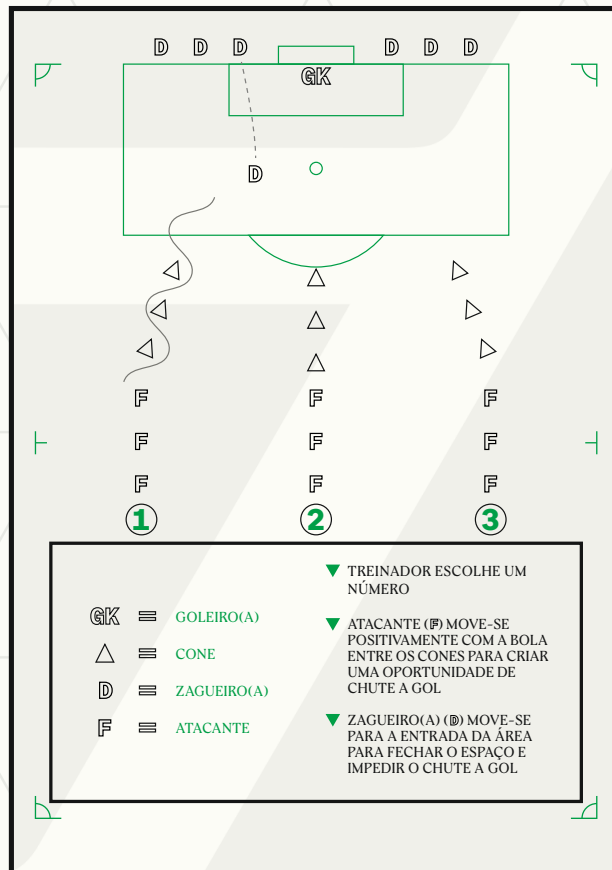 D D D D D D
GK
D
F F F
F F F
F F F
1 2 3
GK = GOLEIRO(A)
△ = CONE
D = ZAGUEIRO(A)
F = ATACANTE
▼ TREINADOR ESCOLHE UM
NÚMERO
▼ ATACANTE (F) MOVE-SE
POSITIVAMENTE COM A BOLA
ENTRE OS CONES PARA CRIAR
UMA OPORTUNIDADE DE
CHUTE A GOL
▼ ZAGUEIRO(A) (D) MOVE-SE
PARA A ENTRADA DA ÁREA
PARA FECHAR O ESPAÇO E
IMPEDIR O CHUTE A GOL